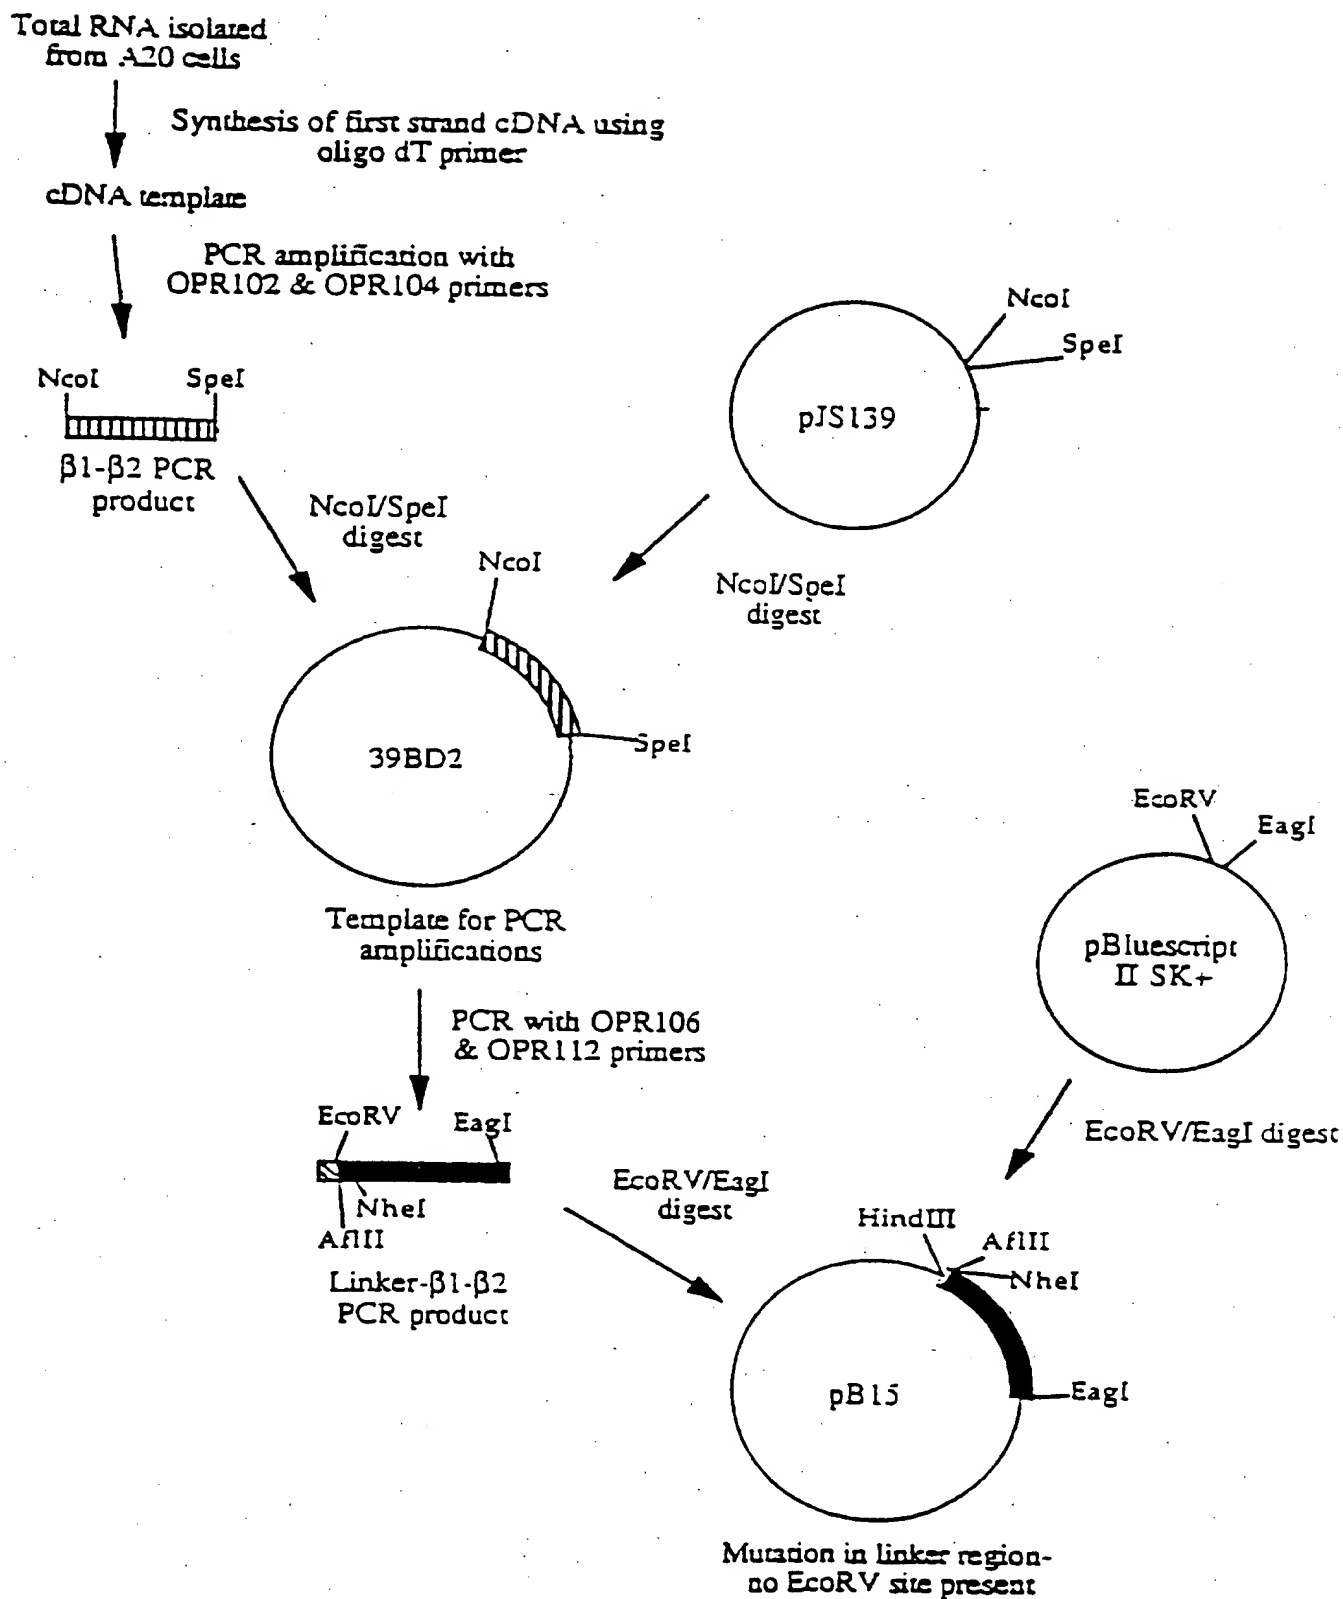 Total RNA isolated
from A20 cells
Synthesis of first strand cDNA using
oligo dT primer
cDNA template
PCR amplification with
OPR102 & OPR104 primers
NcoI
SpeI
β1-β2 PCR
product
NcoI/SpeI
digest
NcoI
SpeI
pJS139
NcoI/SpeI
digest
NcoI
SpeI
39BD2
Template for PCR
amplifications
PCR with OPR106
& OPR112 primers
EcoRV
EagI
pBluescript
II SK+
EcoRV/EagI digest
EcoRV
EagI
NheI
AflII
Linker-β1-β2
PCR product
EcoRV/EagI
digest
HindIII
AflII
NheI
EagI
pB15
Mutation in linker region-
no EcoRV site present